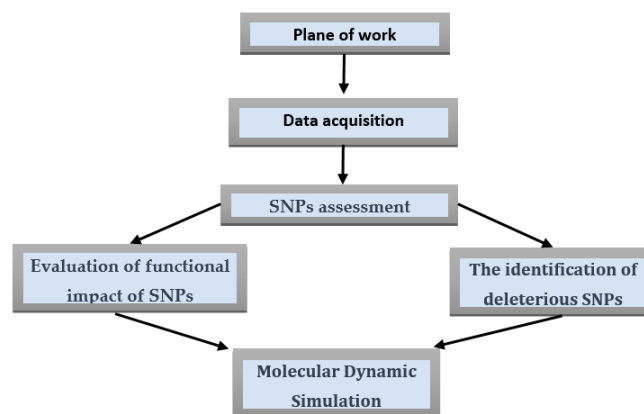 Plane of work
Data acquisition
SNPs assessment
Evaluation of functional
impact of SNPs
The identification of
deleterious SNPs
Molecular Dynamic
Simulation